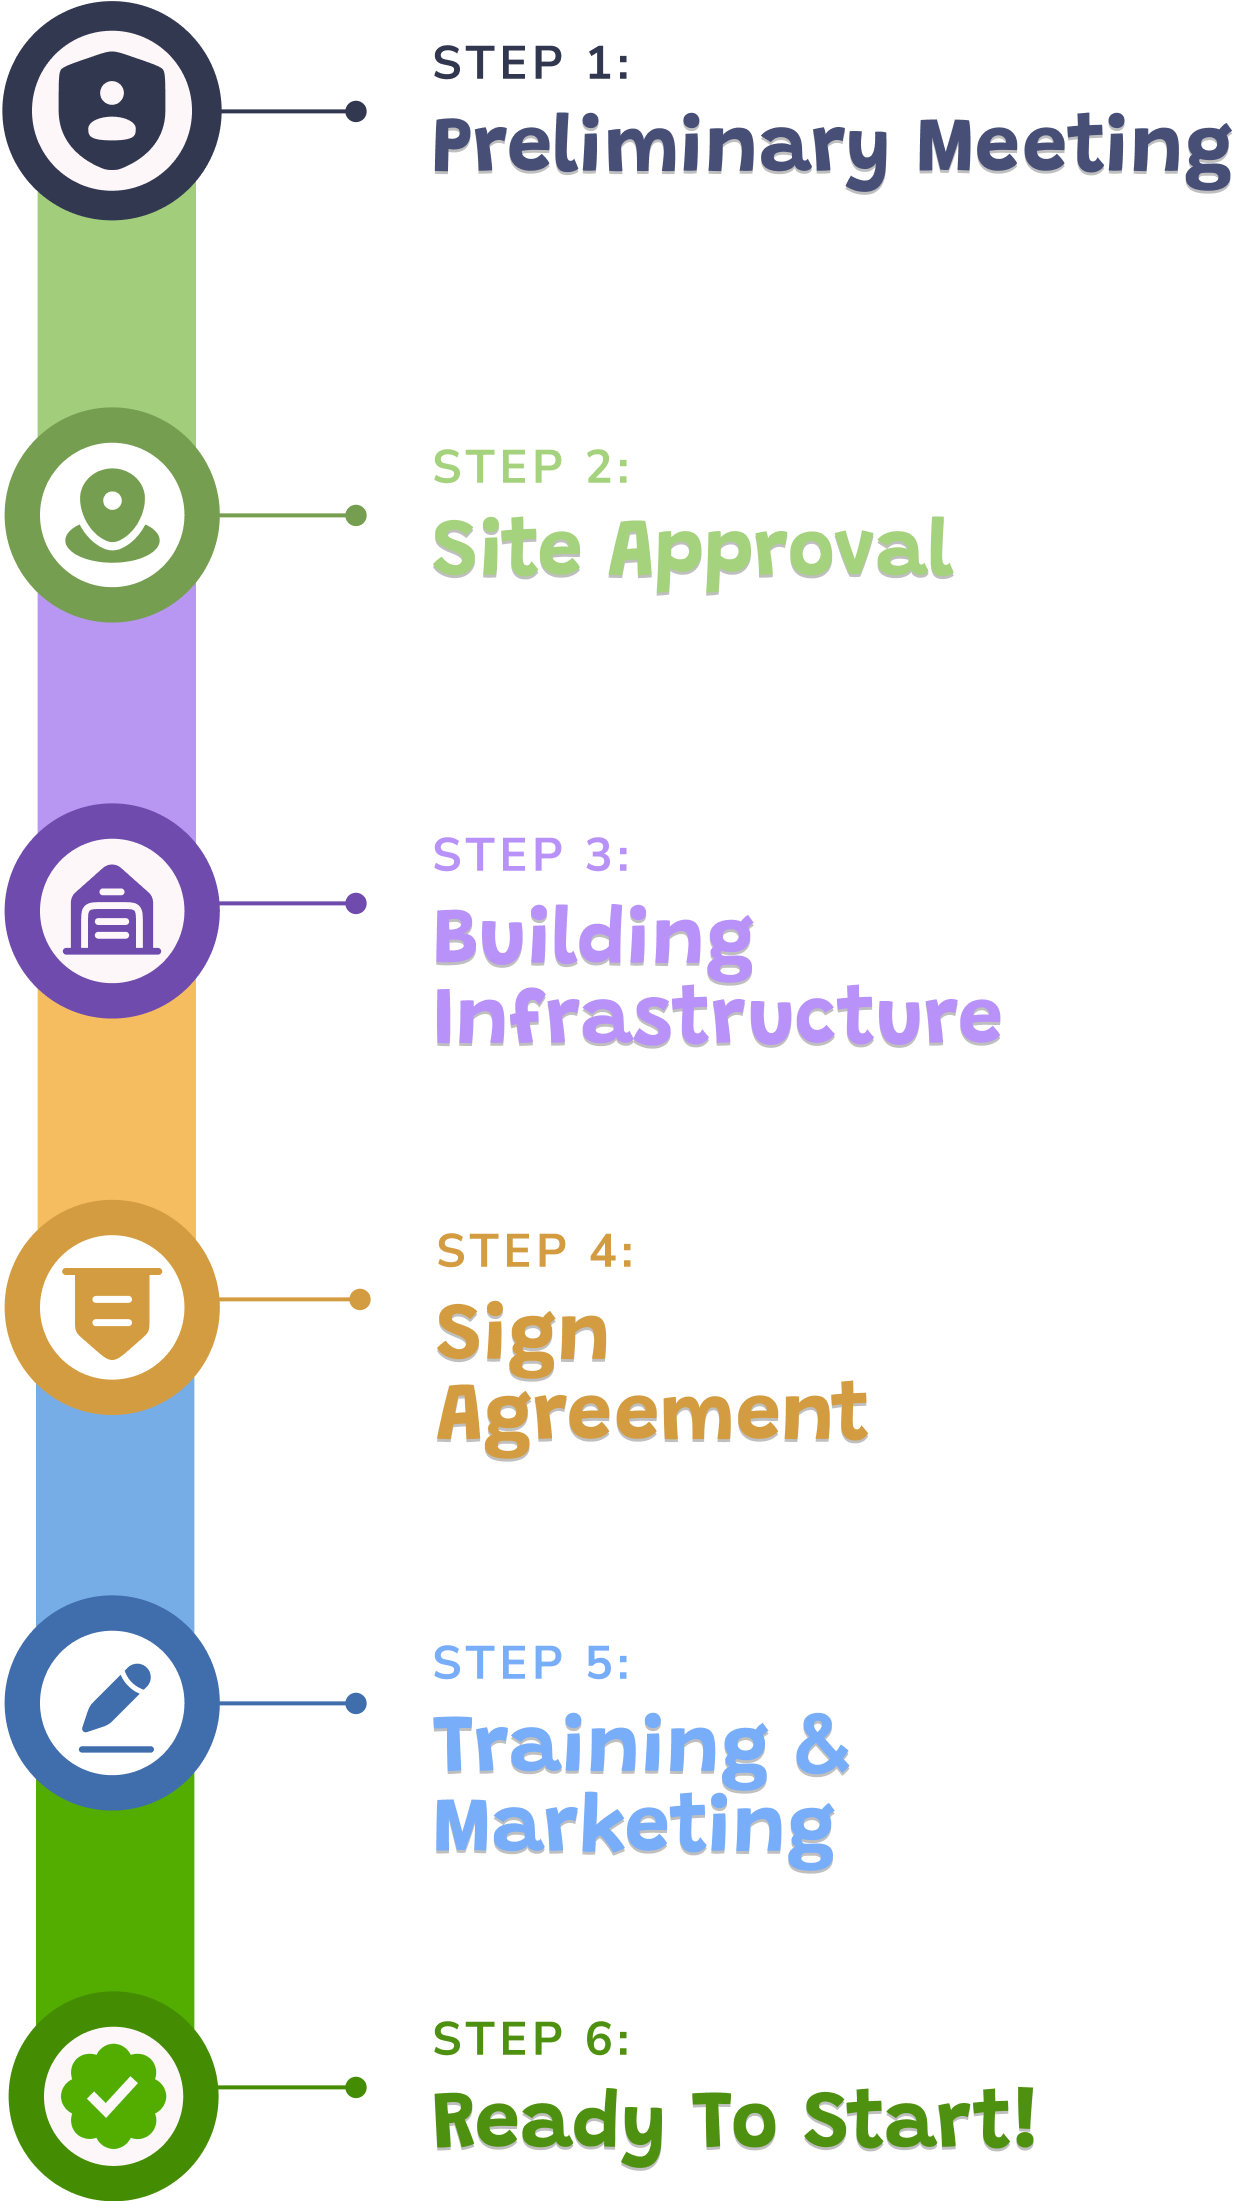 STEP 1:
Preliminary Meeting
STEP 2:
Site Approval
STEP 3:
Building
Infrastructure
STEP 4:
Sign
Agreement
STEP 5:
Training &
Marketing
STEP 6:
Ready To Start!